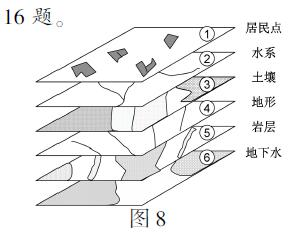 16 题。
① 居民点
② 水系
③ 土壤
④ 地形
⑤ 岩层
⑥ 地下水
图 8